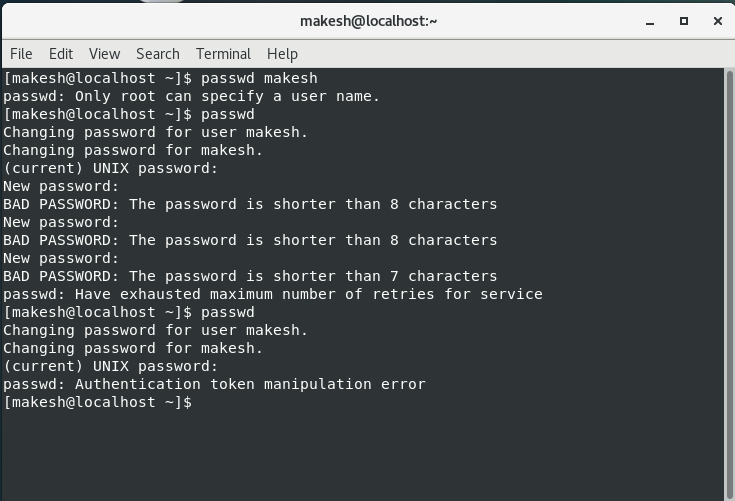 makesh@localhost:~
File Edit View Search Terminal Help
[makesh@localhost ~]$ passwd makesh
passwd: Only root can specify a user name.
[makesh@localhost ~]$ passwd
Changing password for user makesh.
Changing password for makesh.
(current) UNIX password:
New password:
BAD PASSWORD: The password is shorter than 8 characters
New password:
BAD PASSWORD: The password is shorter than 8 characters
New password:
BAD PASSWORD: The password is shorter than 7 characters
passwd: Have exhausted maximum number of retries for service
[makesh@localhost ~]$ passwd
Changing password for user makesh.
Changing password for makesh.
(current) UNIX password:
passwd: Authentication token manipulation error
[makesh@localhost ~]$